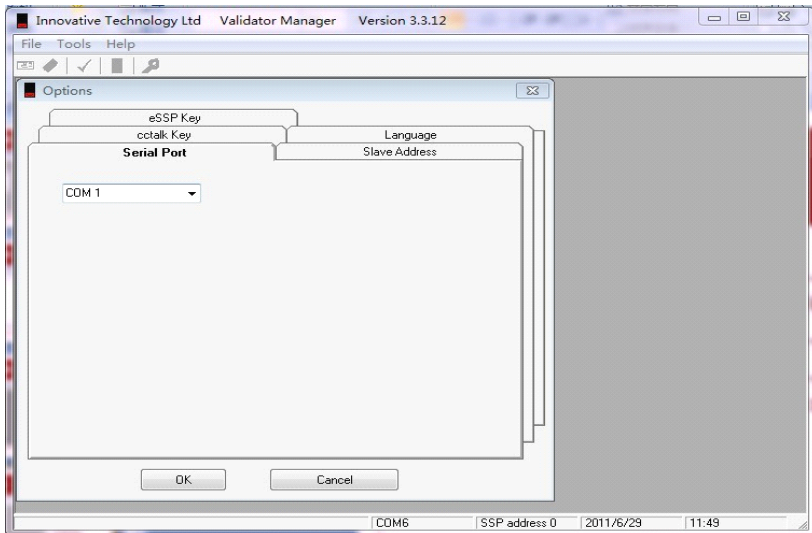 Innovative Technology Ltd Validator Manager Version 3.3.12
File Tools Help
Options
eSSP Key
cctalk Key Language
Serial Port Slave Address
COM 1
OK Cancel
COM6 SSP address 0 2011/6/29 11:49